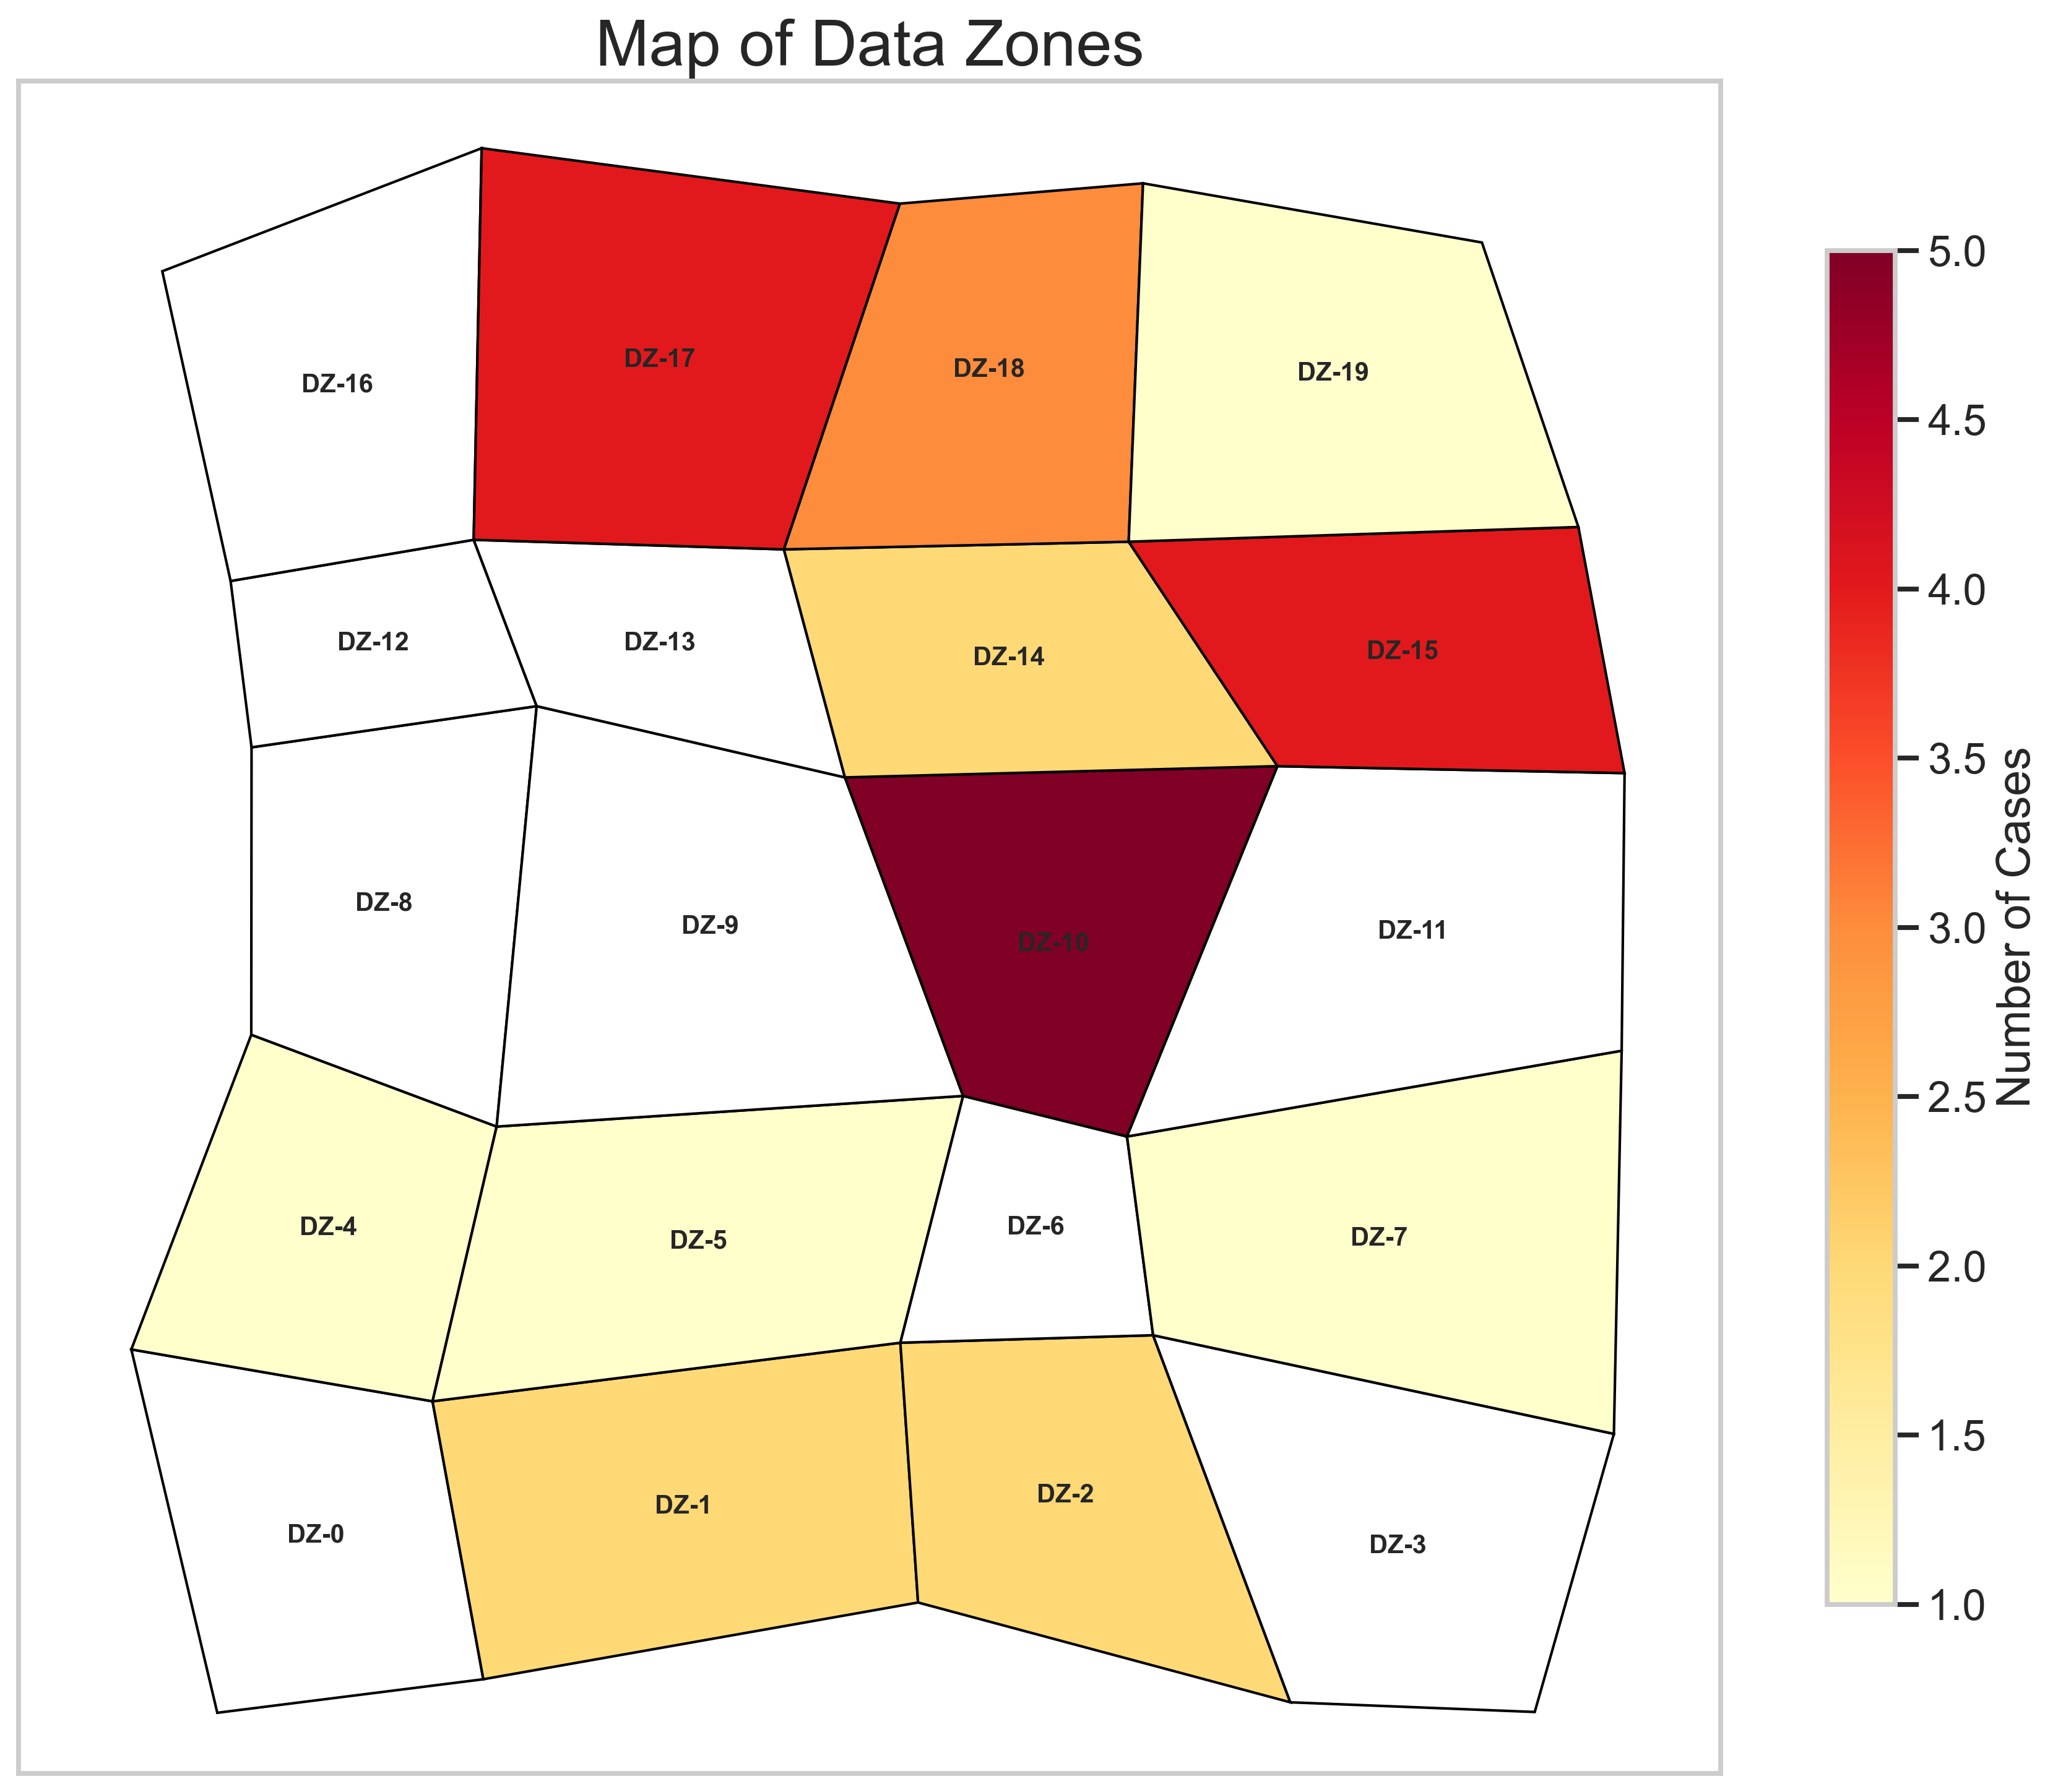 Map of Data Zones
DZ-16
DZ-17
DZ-18
DZ-19
DZ-12
DZ-13
DZ-14
DZ-15
DZ-8
DZ-9
DZ-10
DZ-11
DZ-4
DZ-5
DZ-6
DZ-7
DZ-0
DZ-1
DZ-2
DZ-3
5.0
4.5
4.0
3.5
3.0
2.5
2.0
1.5
1.0
Number of Cases